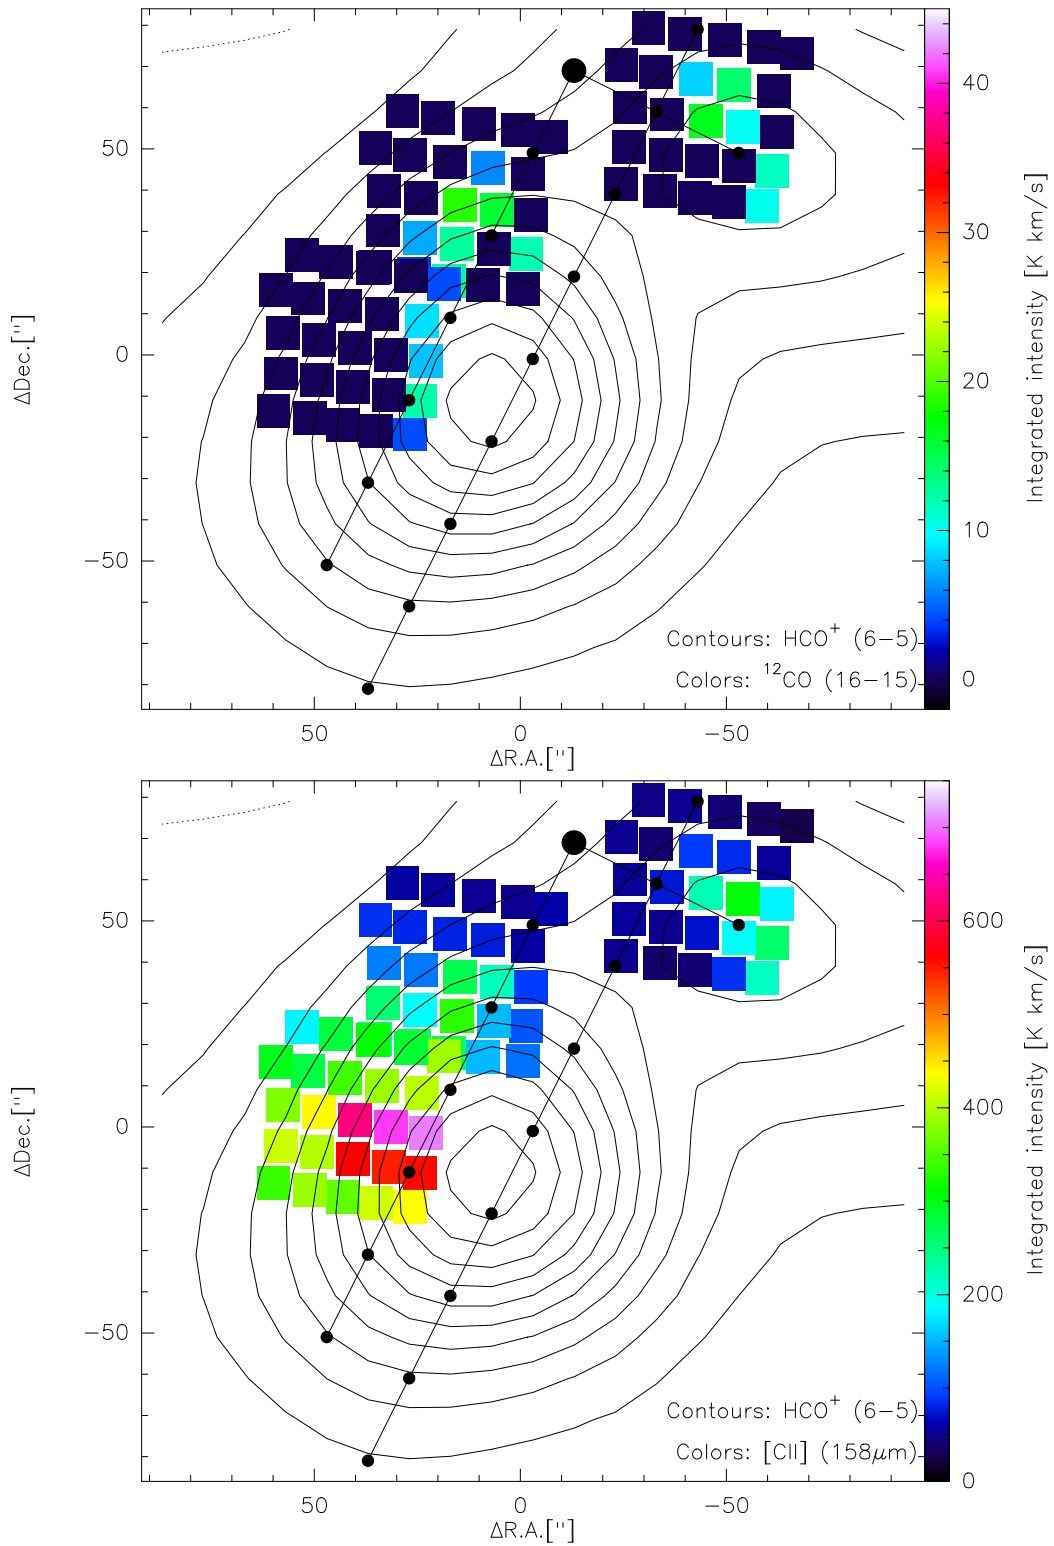 50
0
−50
50
0
−50
ΔR.A.["]
ΔDec.["]
Contours: HCO⁺ (6−5)
Colors: ¹²CO (16−15)
40
30
20
10
0
Integrated intensity [K km/s]
50
0
−50
50
0
−50
ΔR.A.["]
ΔDec.["]
Contours: HCO⁺ (6−5)
Colors: [CII] (158μm)
600
400
200
0
Integrated intensity [K km/s]